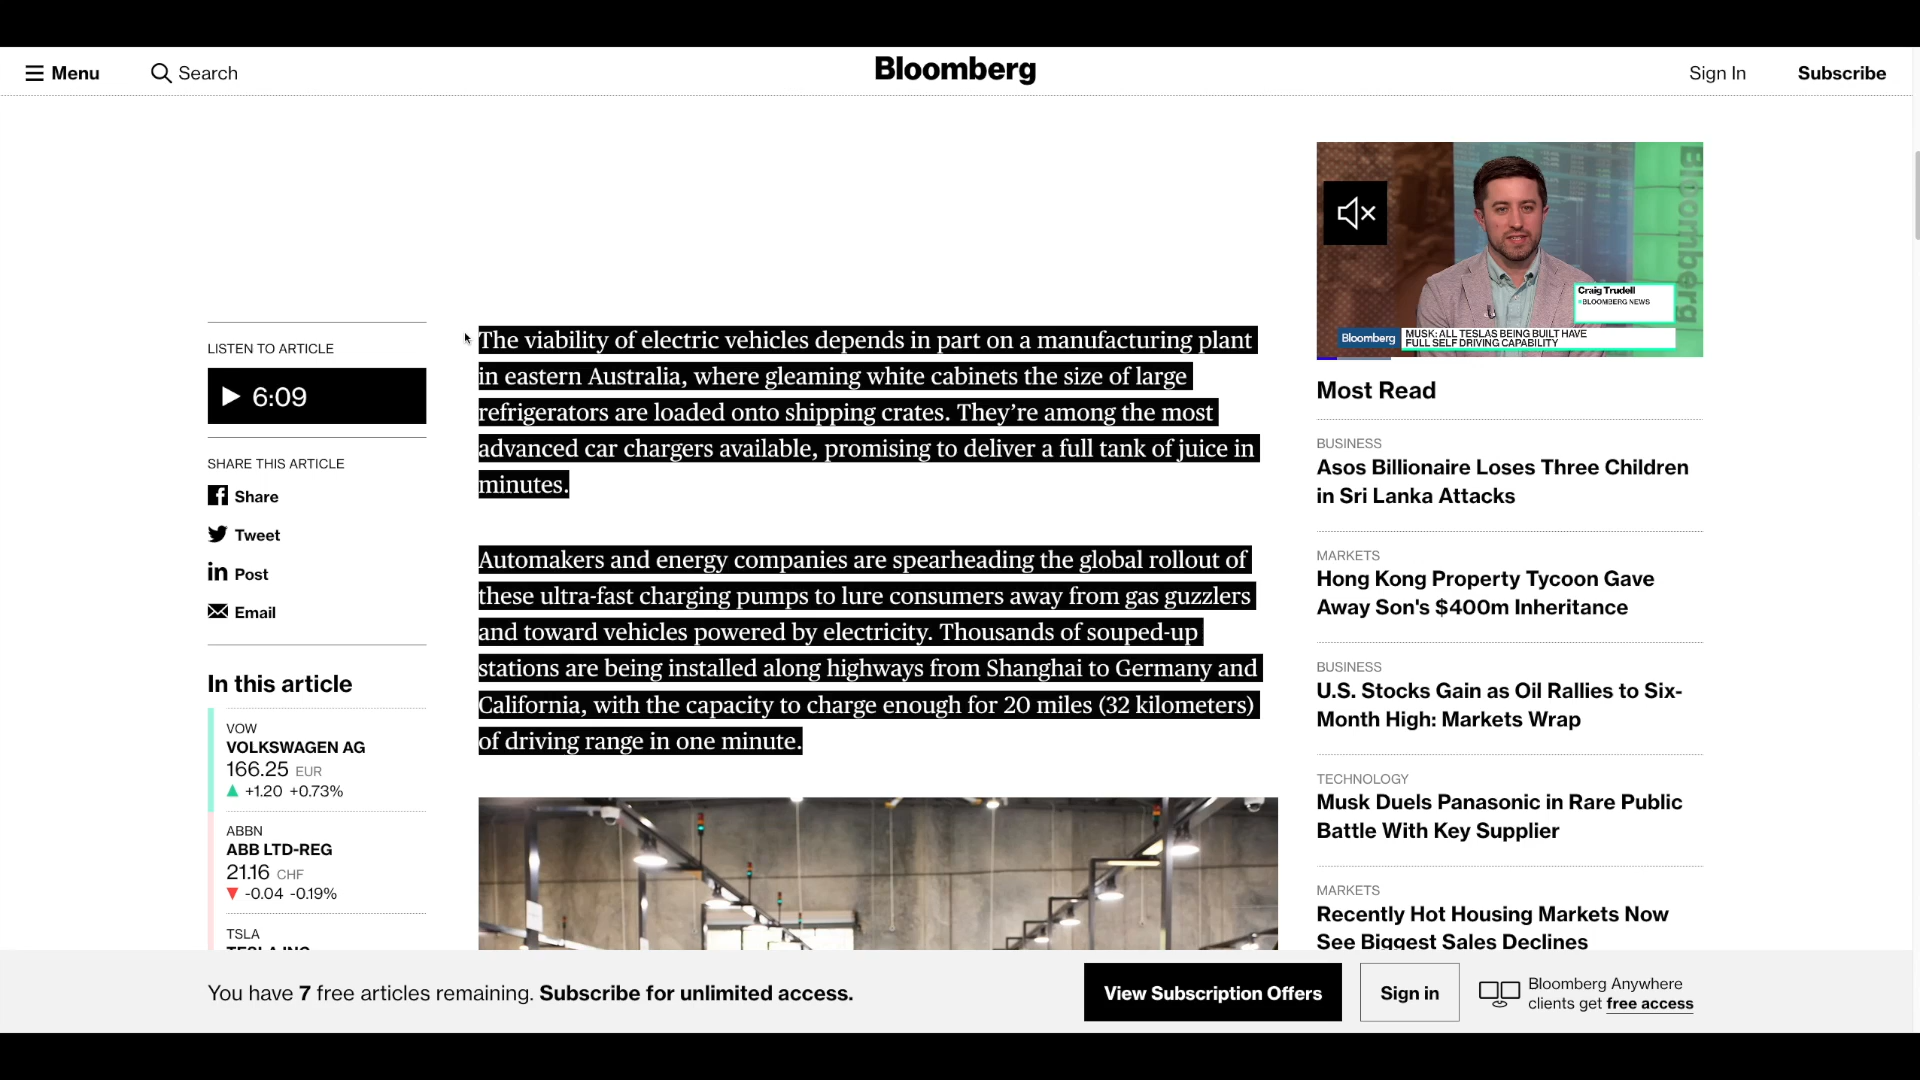 Menu
Search
Bloomberg
Sign In
Subscribe
LISTEN TO ARTICLE
6:09
SHARE THIS ARTICLE
Share
Tweet
Post
Email
In this article
VOW
VOLKSWAGEN AG
166.25 EUR
+1.20 +0.73%
ABBN
ABB LTD-REG
21.16 CHF
-0.04 -0.19%
TSLA
The viability of electric vehicles depends in part on a manufacturing plant
in eastern Australia, where gleaming white cabinets the size of large
refrigerators are loaded onto shipping crates. They’re among the most
advanced car chargers available, promising to deliver a full tank of juice in
minutes.
Automakers and energy companies are spearheading the global rollout of
these ultra-fast charging pumps to lure consumers away from gas guzzlers
and toward vehicles powered by electricity. Thousands of souped-up
stations are being installed along highways from Shanghai to Germany and
California, with the capacity to charge enough for 20 miles (32 kilometers)
of driving range in one minute.
Bloomberg
Craig Trudell
BLOOMBERG NEWS
Bloomberg
MUSK: ALL TESLAS BEING BUILT HAVE
FULL SELF DRIVING CAPABILITY
Most Read
BUSINESS
Asos Billionaire Loses Three Children
in Sri Lanka Attacks
MARKETS
Hong Kong Property Tycoon Gave
Away Son's $400m Inheritance
BUSINESS
U.S. Stocks Gain as Oil Rallies to Six-
Month High: Markets Wrap
TECHNOLOGY
Musk Duels Panasonic in Rare Public
Battle With Key Supplier
MARKETS
Recently Hot Housing Markets Now
See Biggest Sales Declines
You have 7 free articles remaining. Subscribe for unlimited access.
View Subscription Offers
Sign in
Bloomberg Anywhere
clients get free access